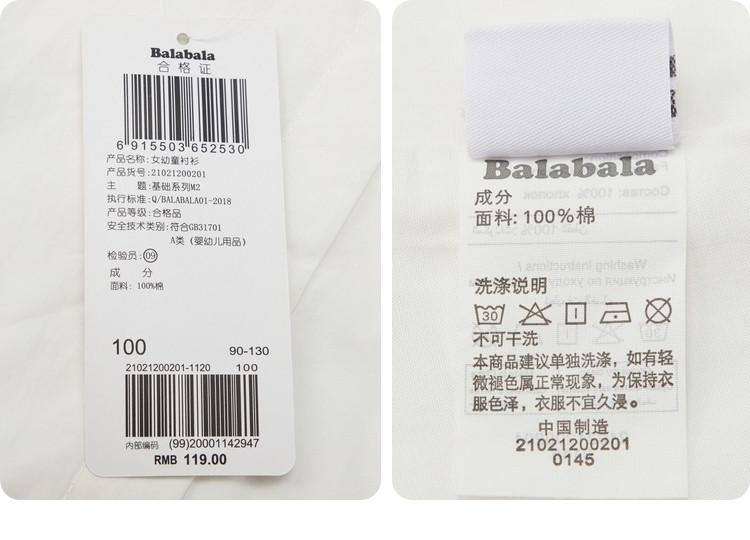 Balabala
合格证
6 915503 652530
产品名称:女幼童衬衫
产品货号:21021200201
主 题:基础系列M2
执行标准:Q/BALABALA01-2018
产品等级:合格品
安全技术类别:符合GB31701
A类(婴幼儿用品)
检验员:09
成 分
面料: 100%棉
100 90-130
21021200201-1120 100
内部编码 (99)20001142947
RMB 119.00
Balabala
成分
面料: 100%棉
Состав: 100% хлопок
Washing instructions /
洗涤说明
30
不可干洗
本商品建议单独洗涤，如有轻
微褪色属正常现象，为保持衣
服色泽，衣服不宜久浸。
中国制造
21021200201
0145